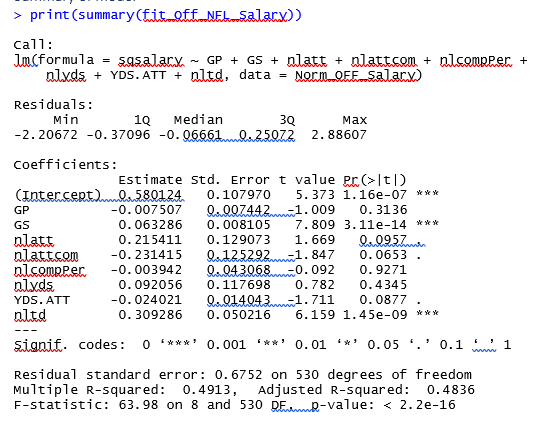 > print(summary(fit_Off_NFL_Salary))
Call:
lm(formula = sqsalary ~ GP + GS + nlatt + nlattcom + nlcompPer +
    nlyds + YDS.ATT + nltd, data = Norm_OFF_Salary)
Residuals:
     Min       1Q   Median       3Q      Max
-2.20672 -0.37096 -0.06661  0.25072  2.88607
Coefficients:
             Estimate Std. Error t value Pr(>|t|)
(Intercept)  0.580124   0.107970   5.373 1.16e-07 ***
GP          -0.007507   0.007442  -1.009   0.3136
GS           0.063286   0.008105   7.809 3.11e-14 ***
nlatt        0.215411   0.129073   1.669   0.0957 .
nlattcom    -0.231415   0.125292  -1.847   0.0653 .
nlcompPer   -0.003942   0.043068  -0.092   0.9271
nlyds        0.092056   0.117698   0.782   0.4345
YDS.ATT     -0.024021   0.014043  -1.711   0.0877 .
nltd         0.309286   0.050216   6.159 1.45e-09 ***
---
Signif. codes:  0 ‘***’ 0.001 ‘**’ 0.01 ‘*’ 0.05 ‘.’ 0.1 ‘ ’ 1
Residual standard error: 0.6752 on 530 degrees of freedom
Multiple R-squared:  0.4913,	Adjusted R-squared:  0.4836
F-statistic: 63.98 on 8 and 530 DF,  p-value: < 2.2e-16